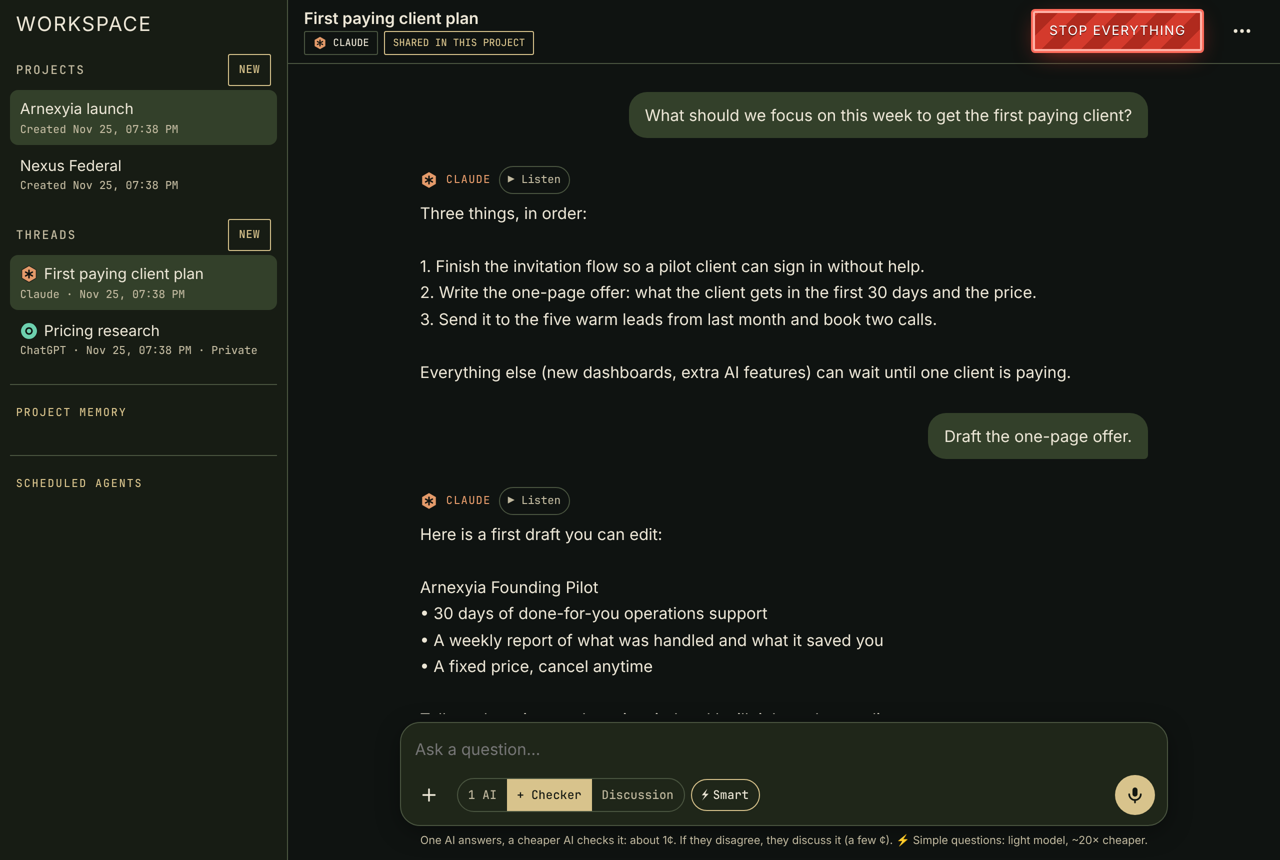 WORKSPACE
PROJECTS
NEW
Arnexyia launch
Created Nov 25, 07:38 PM
Nexus Federal
Created Nov 25, 07:38 PM
THREADS
NEW
First paying client plan
Claude · Nov 25, 07:38 PM
Pricing research
ChatGPT · Nov 25, 07:38 PM · Private
PROJECT MEMORY
SCHEDULED AGENTS
First paying client plan
CLAUDE
SHARED IN THIS PROJECT
STOP EVERYTHING
What should we focus on this week to get the first paying client?
CLAUDE
Listen
Three things, in order:
1. Finish the invitation flow so a pilot client can sign in without help.
2. Write the one-page offer: what the client gets in the first 30 days and the price.
3. Send it to the five warm leads from last month and book two calls.
Everything else (new dashboards, extra AI features) can wait until one client is paying.
Draft the one-page offer.
CLAUDE
Listen
Here is a first draft you can edit:
Arnexyia Founding Pilot
• 30 days of done-for-you operations support
• A weekly report of what was handled and what it saved you
• A fixed price, cancel anytime
Ask a question...
1 AI
+ Checker
Discussion
⚡ Smart
One AI answers, a cheaper AI checks it: about 1¢. If they disagree, they discuss it (a few ¢). ⚡ Simple questions: light model, ~20× cheaper.